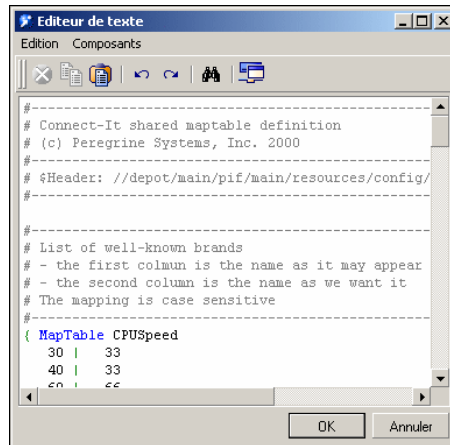 Editeur de texte
Edition Composants
#--------------------------------------------------
# Connect-It shared maptable definition
# (c) Peregrine Systems, Inc. 2000
#--------------------------------------------------
# $Header: //depot/main/pif/main/resources/config/
#--------------------------------------------------
#--------------------------------------------------
# List of well-known brands
# - the first colmun is the name as it may appear
# - the second column is the name as we want it
# The mapping is case sensitive
#--------------------------------------------------
{ MapTable CPUSpeed
30 | 33
40 | 33
60 | 66
OK Annuler